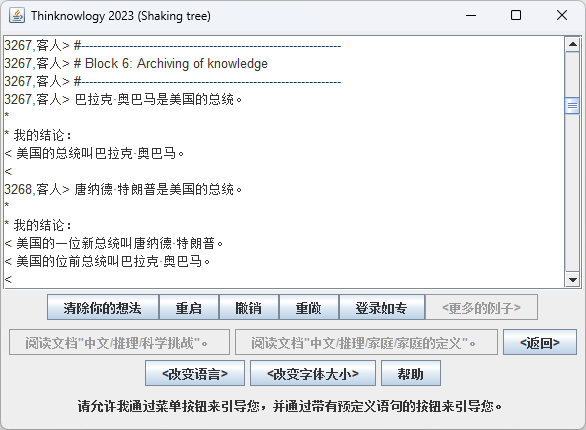 Thinknowlogy 2023 (Shaking tree)
3267,客人> #------------------------------------------------------------
3267,客人> # Block 6: Archiving of knowledge
3267,客人> #------------------------------------------------------------
3267,客人> 巴拉克·奥巴马是美国的总统。
*
* 我的结论：
< 美国的总统叫巴拉克·奥巴马。
<
3268,客人> 唐纳德·特朗普是美国的总统。
*
* 我的结论：
< 美国的一位新总统叫唐纳德·特朗普。
< 美国的位前总统叫巴拉克·奥巴马。
<
清除你的想法 重启 撤销 重做 登录如专 <更多的例子>
阅读文档"中文/推理/科学挑战"。 阅读文档"中文/推理/家庭/家庭的定义"。 <返回>
<改变语言> <改变字体大小> 帮助
请允许我通过菜单按钮来引导您，并通过带有预定义语句的按钮来引导您。